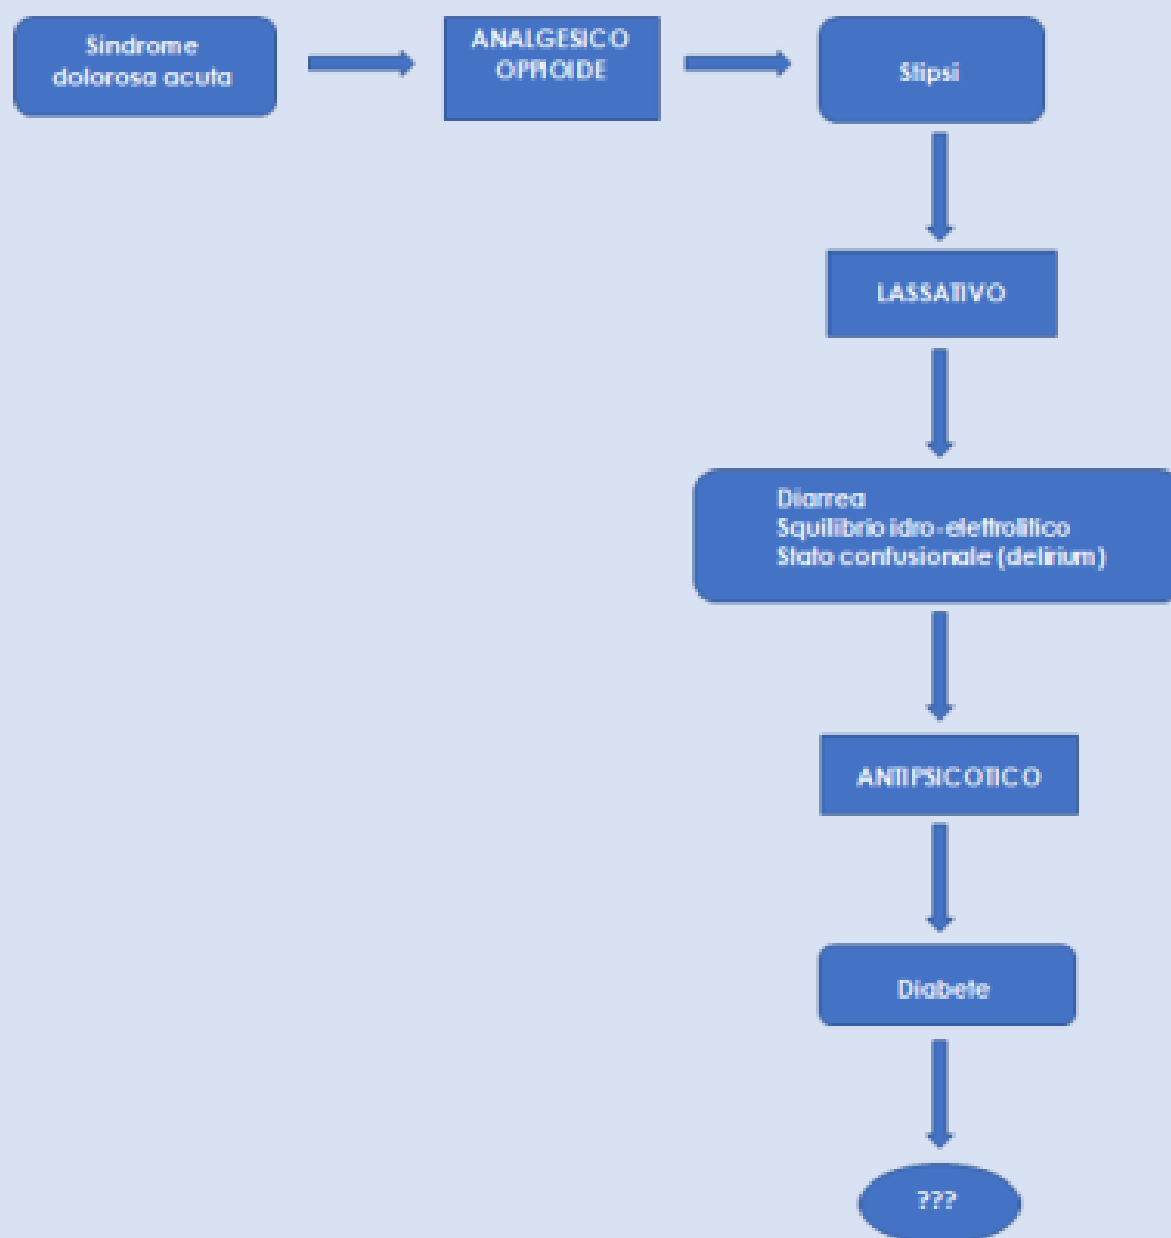 Sindrome
dolorosa acuta
ANALGESICO
OPPIOIDE
Stipsi
LASSATIVO
Diarrea
Squilibrio idro-elettrolitico
Stato confusionale (delirium)
ANTIPSICOTICO
Diabete
???